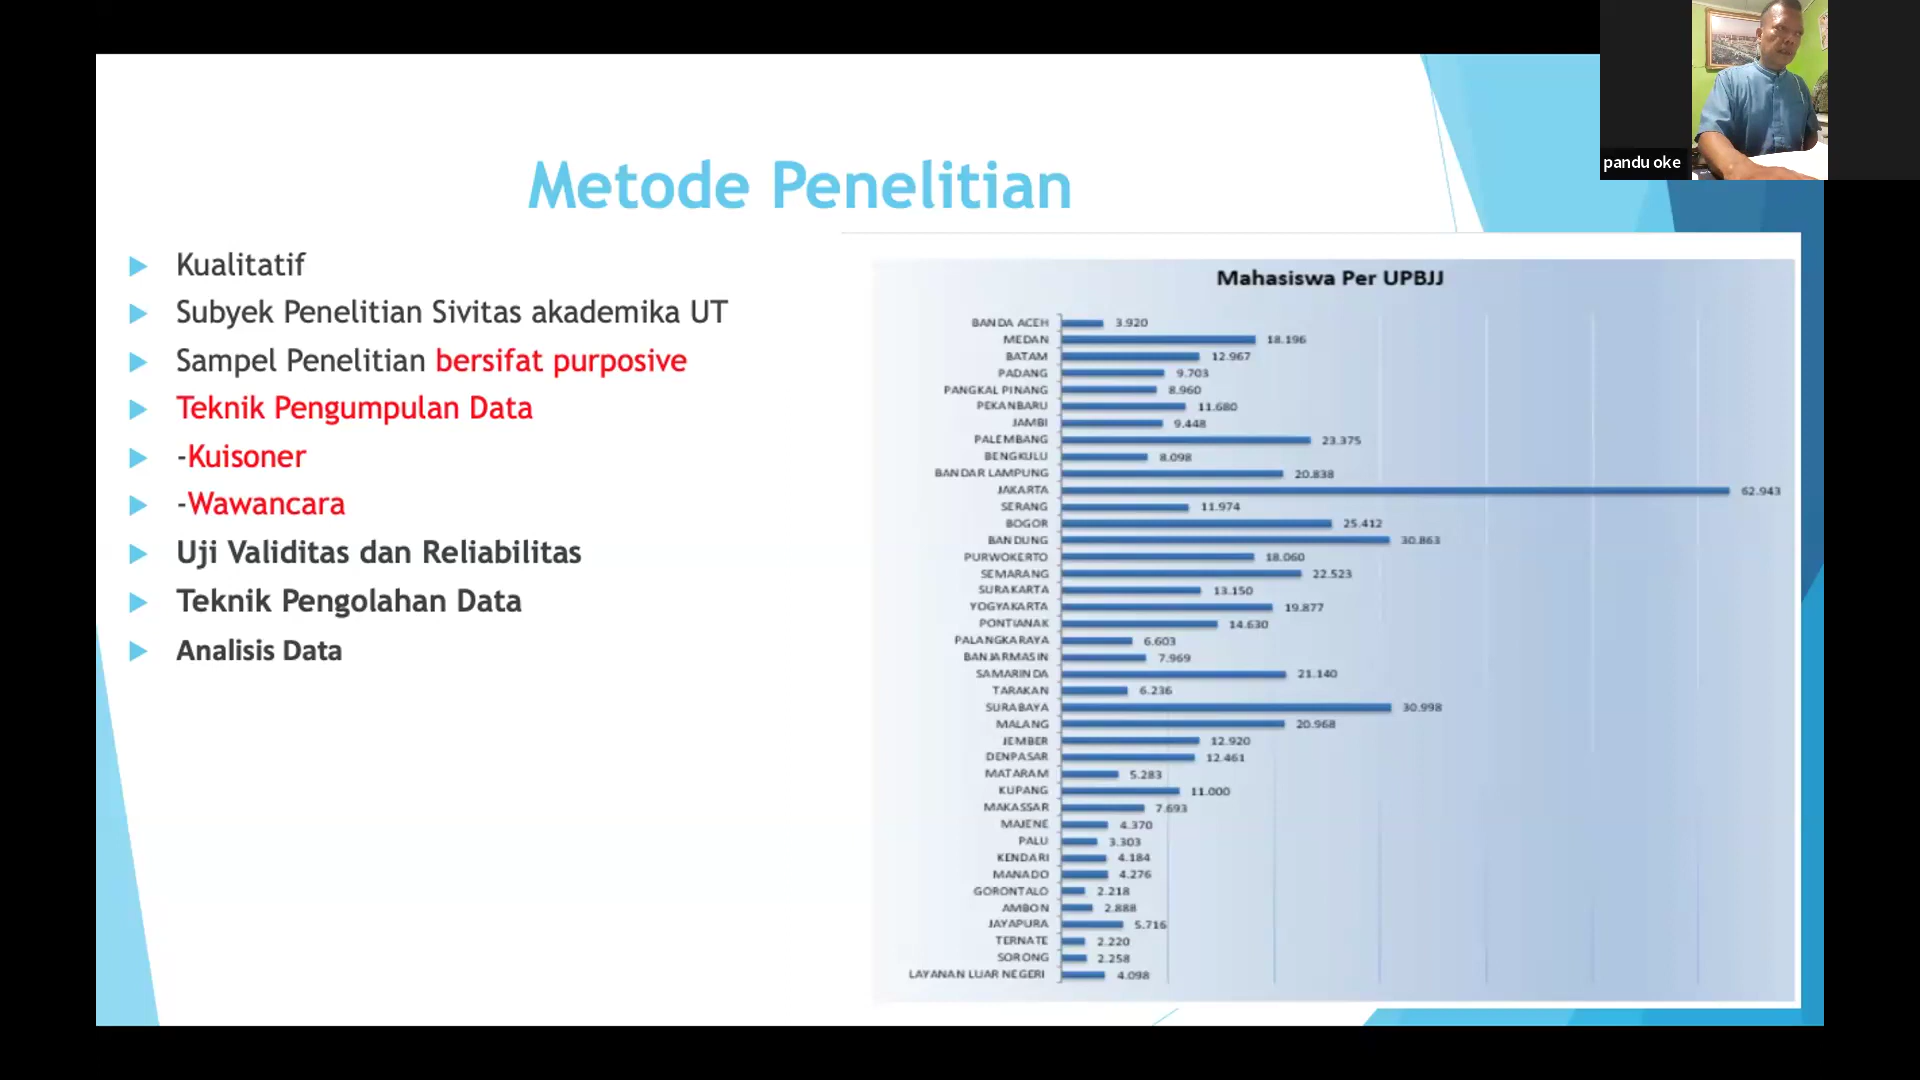 pandu oke
Metode Penelitian
Kualitatif
Subyek Penelitian Sivitas akademika UT
Sampel Penelitian bersifat purposive
Teknik Pengumpulan Data
-Kuisoner
-Wawancara
Uji Validitas dan Reliabilitas
Teknik Pengolahan Data
Analisis Data
Mahasiswa Per UPBJJ
BANDA ACEH 3.920
MEDAN 18.196
BATAM 12.967
PADANG 9.703
PANGKAL PINANG 8.960
PEKANBARU 11.680
JAMBI 9.448
PALEMBANG 23.375
BENGKULU 8.098
BANDAR LAMPUNG 20.838
JAKARTA 62.943
SERANG 11.974
BOGOR 25.412
BANDUNG 30.863
PURWOKERTO 18.060
SEMARANG 22.523
SURAKARTA 13.150
YOGYAKARTA 19.877
PONTIANAK 14.630
PALANGKARAYA 6.603
BANJARMASIN 7.969
SAMARINDA 21.140
TARAKAN 6.236
SURABAYA 30.998
MALANG 20.968
JEMBER 12.920
DENPASAR 12.461
MATARAM 5.283
KUPANG 11.000
MAKASSAR 7.693
MAJENE 4.370
PALU 3.303
KENDARI 4.184
MANADO 4.276
GORONTALO 2.218
AMBON 2.888
JAYAPURA 5.716
TERNATE 2.220
SORONG 2.258
LAYANAN LUAR NEGERI 4.098